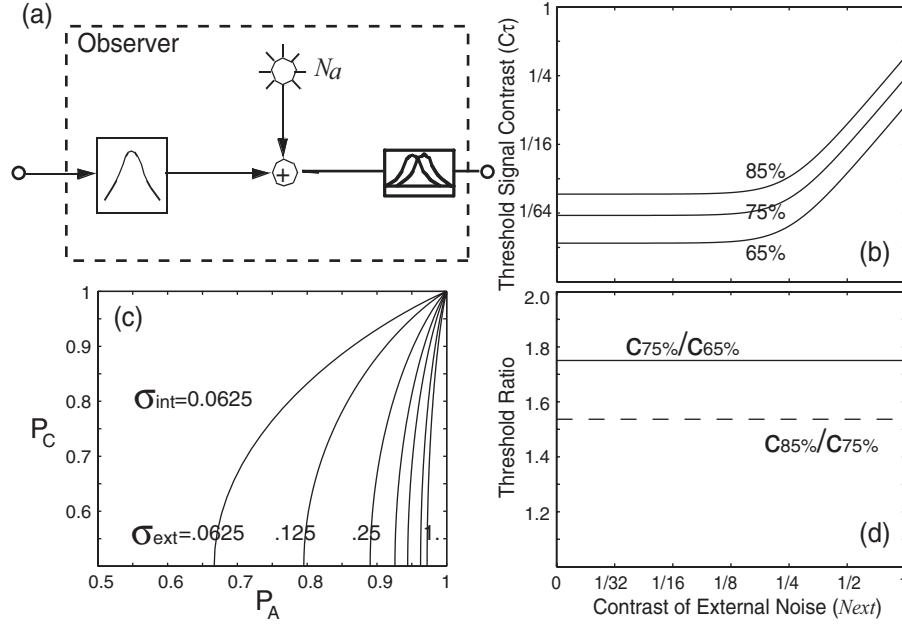 (a)
Observer
Na
+
Threshold Signal Contrast (Cτ)
1
1/4
1/16
1/64
85%
75%
65%
(b)
(c)
P_C
1
0.9
0.8
0.7
0.6
σint=0.0625
σext=.0625 .125 .25 1..
0.5 0.6 0.7 0.8 0.9 1
P_A
Threshold Ratio
2.0
1.8
1.6
1.4
1.2
C75%/C65%
C85%/C75%
(d)
0 1/32 1/16 1/8 1/4 1/2 1
Contrast of External Noise (Next)